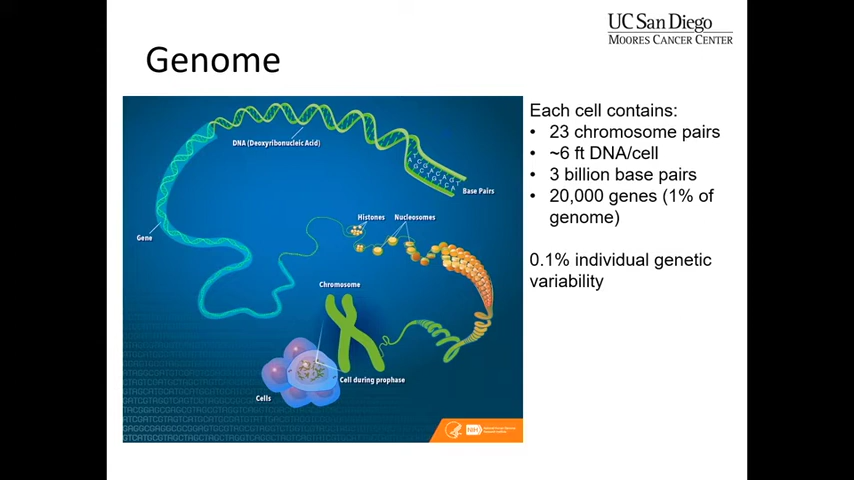 UC San Diego
MOORES CANCER CENTER
Genome
Each cell contains:
• 23 chromosome pairs
• ~6 ft DNA/cell
• 3 billion base pairs
• 20,000 genes (1% of
genome)
0.1% individual genetic
variability
DNA (Deoxyribonucleic Acid)
Base Pairs
Gene
Histones
Nucleosomes
Chromosome
Cell during prophase
Cells
NIH